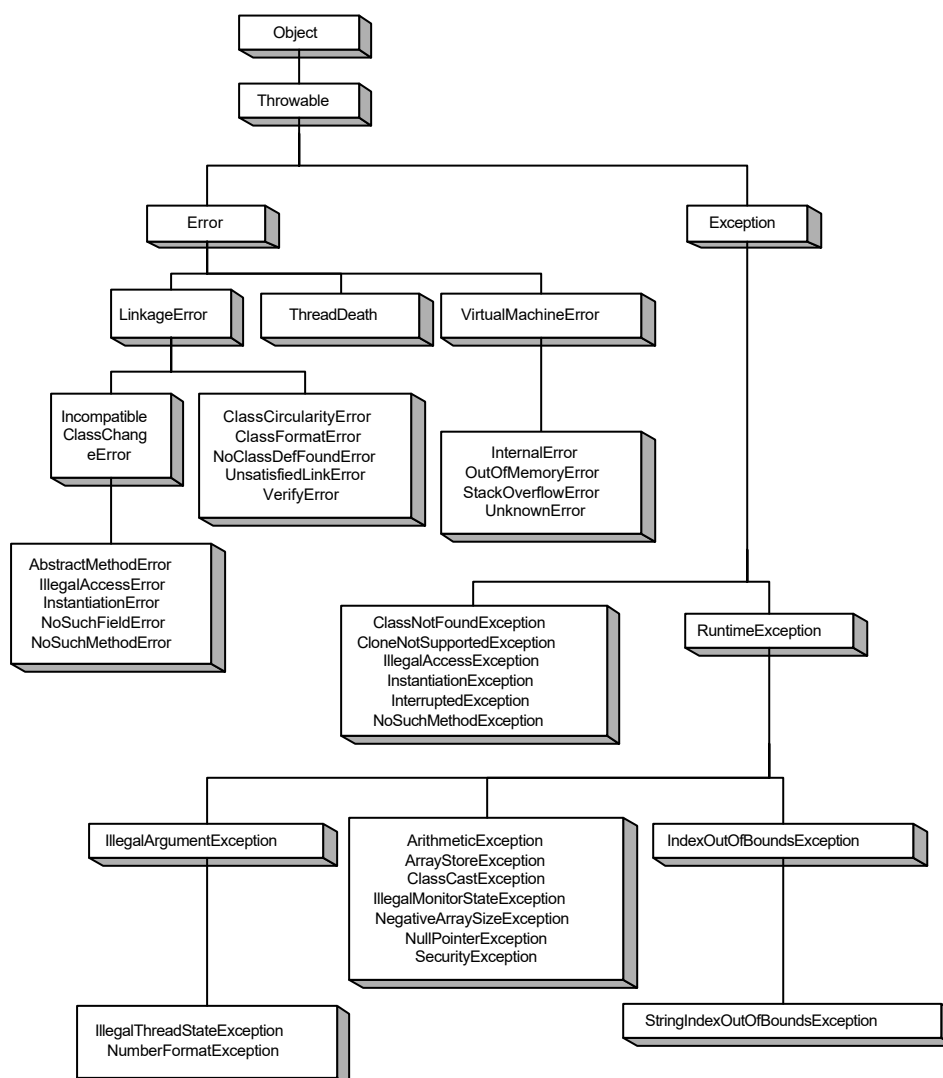 Object
Throwable
Error
Exception
LinkageError
ThreadDeath
VirtualMachineError
Incompatible
ClassChang
eError
ClassCircularityError
ClassFormatError
NoClassDefFoundError
UnsatisfiedLinkError
VerifyError
InternalError
OutOfMemoryError
StackOverflowError
UnknownError
AbstractMethodError
IllegalAccessError
InstantiationError
NoSuchFieldError
NoSuchMethodError
ClassNotFoundException
CloneNotSupportedException
IllegalAccessException
InstantiationException
InterruptedException
NoSuchMethodException
RuntimeException
IllegalArgumentException
ArithmeticException
ArrayStoreException
ClassCastException
IllegalMonitorStateException
NegativeArraySizeException
NullPointerException
SecurityException
IndexOutOfBoundsException
IllegalThreadStateException
NumberFormatException
StringIndexOutOfBoundsException